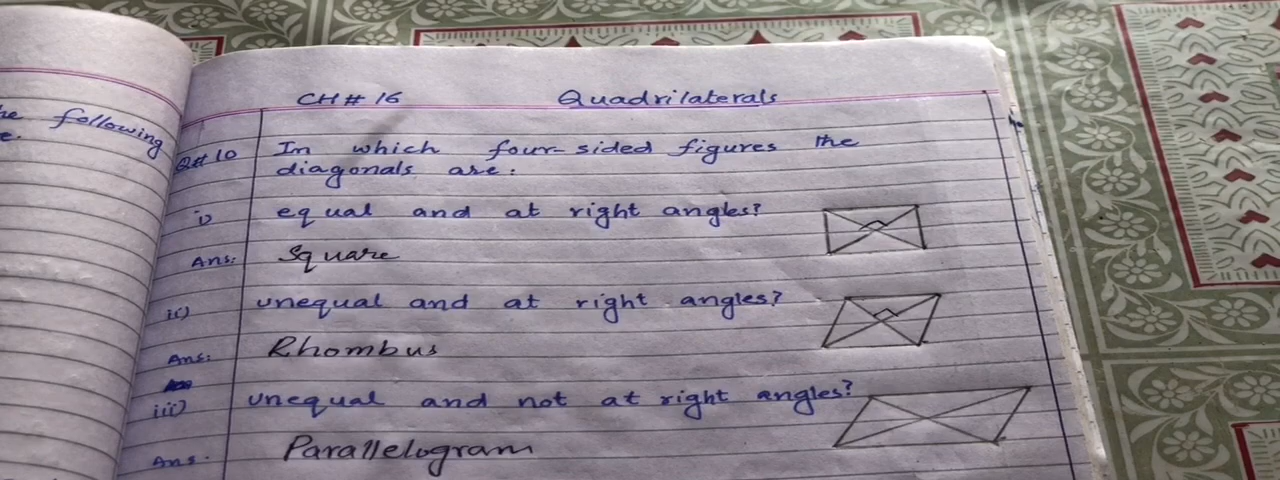 he following
e.
CH # 16 Quadrilaterals
Q# 10 In which four-sided figures the
diagonals are:
i) equal and at right angles?
Ans: Square
ii) unequal and at right angles?
Ans: Rhombus
iii) unequal and not at right angles?
Ans. Parallelogram